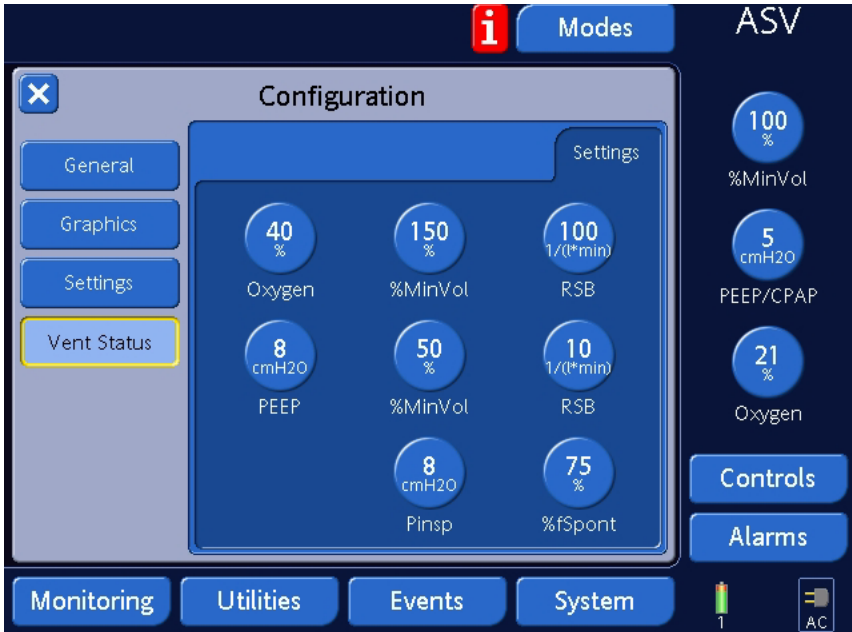 i
Modes
ASV
Configuration
General
Graphics
Settings
Vent Status
Settings
40
%
Oxygen
150
%
%MinVol
100
1/(l*min)
RSB
8
cmH2O
PEEP
50
%
%MinVol
10
1/(l*min)
RSB
8
cmH2O
Pinsp
75
%
%fSpont
100
%
%MinVol
5
cmH2O
PEEP/CPAP
21
%
Oxygen
Controls
Alarms
Monitoring
Utilities
Events
System
1
AC